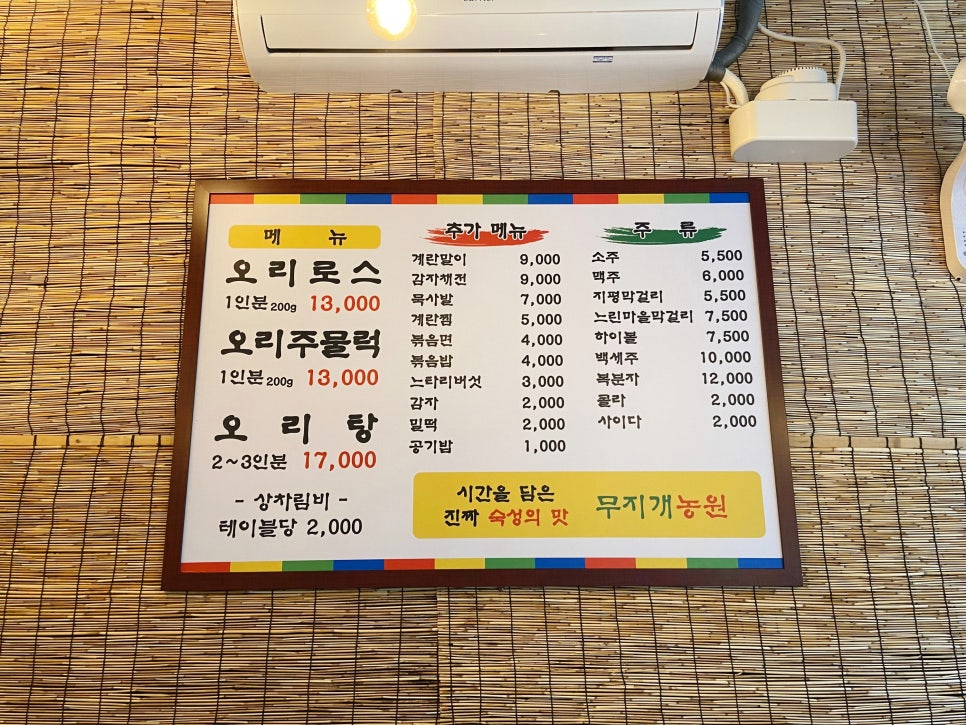 메 뉴
오리로스
1인분 200g 13,000
오리주물럭
1인분 200g 13,000
오 리 탕
2~3인분 17,000
- 상차림비 -
테이블당 2,000
추가 메뉴
계란말이 9,000
감자채전 9,000
묵사발 7,000
계란찜 5,000
볶음면 4,000
볶음밥 4,000
느타리버섯 3,000
감자 2,000
밀떡 2,000
공기밥 1,000
주 류
소주 5,500
맥주 6,000
지평막걸리 5,500
느린마을막걸리 7,500
하이볼 7,500
백세주 10,000
복분자 12,000
콜라 2,000
사이다 2,000
시간을 담은
진짜 숙성의 맛
무지개농원